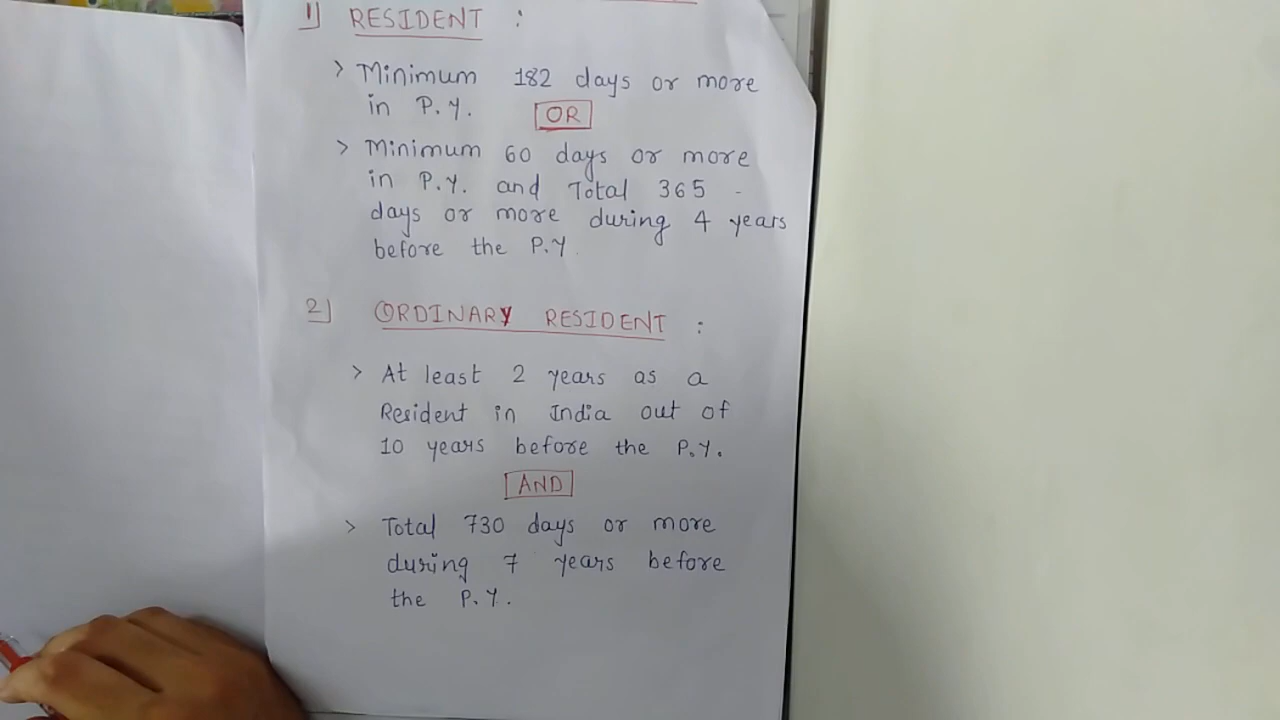 1] RESIDENT :
> Minimum 182 days or more
in P.Y. OR
> Minimum 60 days or more
in P.Y. and Total 365
days or more during 4 years
before the P.Y.
2] ORDINARY RESIDENT :
> At least 2 years as a
Resident in India out of
10 years before the P.Y.
AND
> Total 730 days or more
during 7 years before
the P.Y.